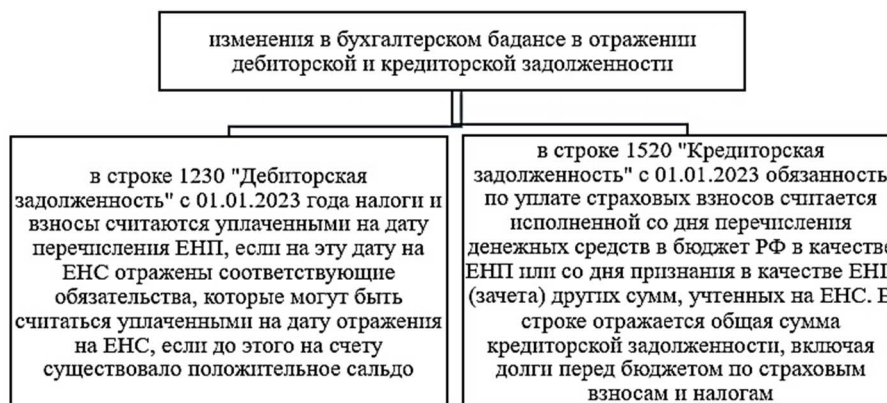 изменения в бухгалтерском бадансе в отражении
дебиторской и кредиторской задолженности
в строке 1230 "Дебиторская
задолженность" с 01.01.2023 года налоги и
взносы считаются уплаченными на дату
перечисления ЕНП, если на эту дату на
ЕНС отражены соответствующие
обязательства, которые могут быть
считаться уплаченными на дату отражения
на ЕНС, если до этого на счету
существовало положительное сальдо
в строке 1520 "Кредиторская
задолженность" с 01.01.2023 обязанность
по уплате страховых взносов считается
исполненной со дня перечисления
денежных средств в бюджет РФ в качестве
ЕНП или со дня признания в качестве
(зачета) других сумм, учтенных на ЕНС.
строке отражается общая сумма
кредиторской задолженности, включая
долги перед бюджетом по страховым
взносам и налогам